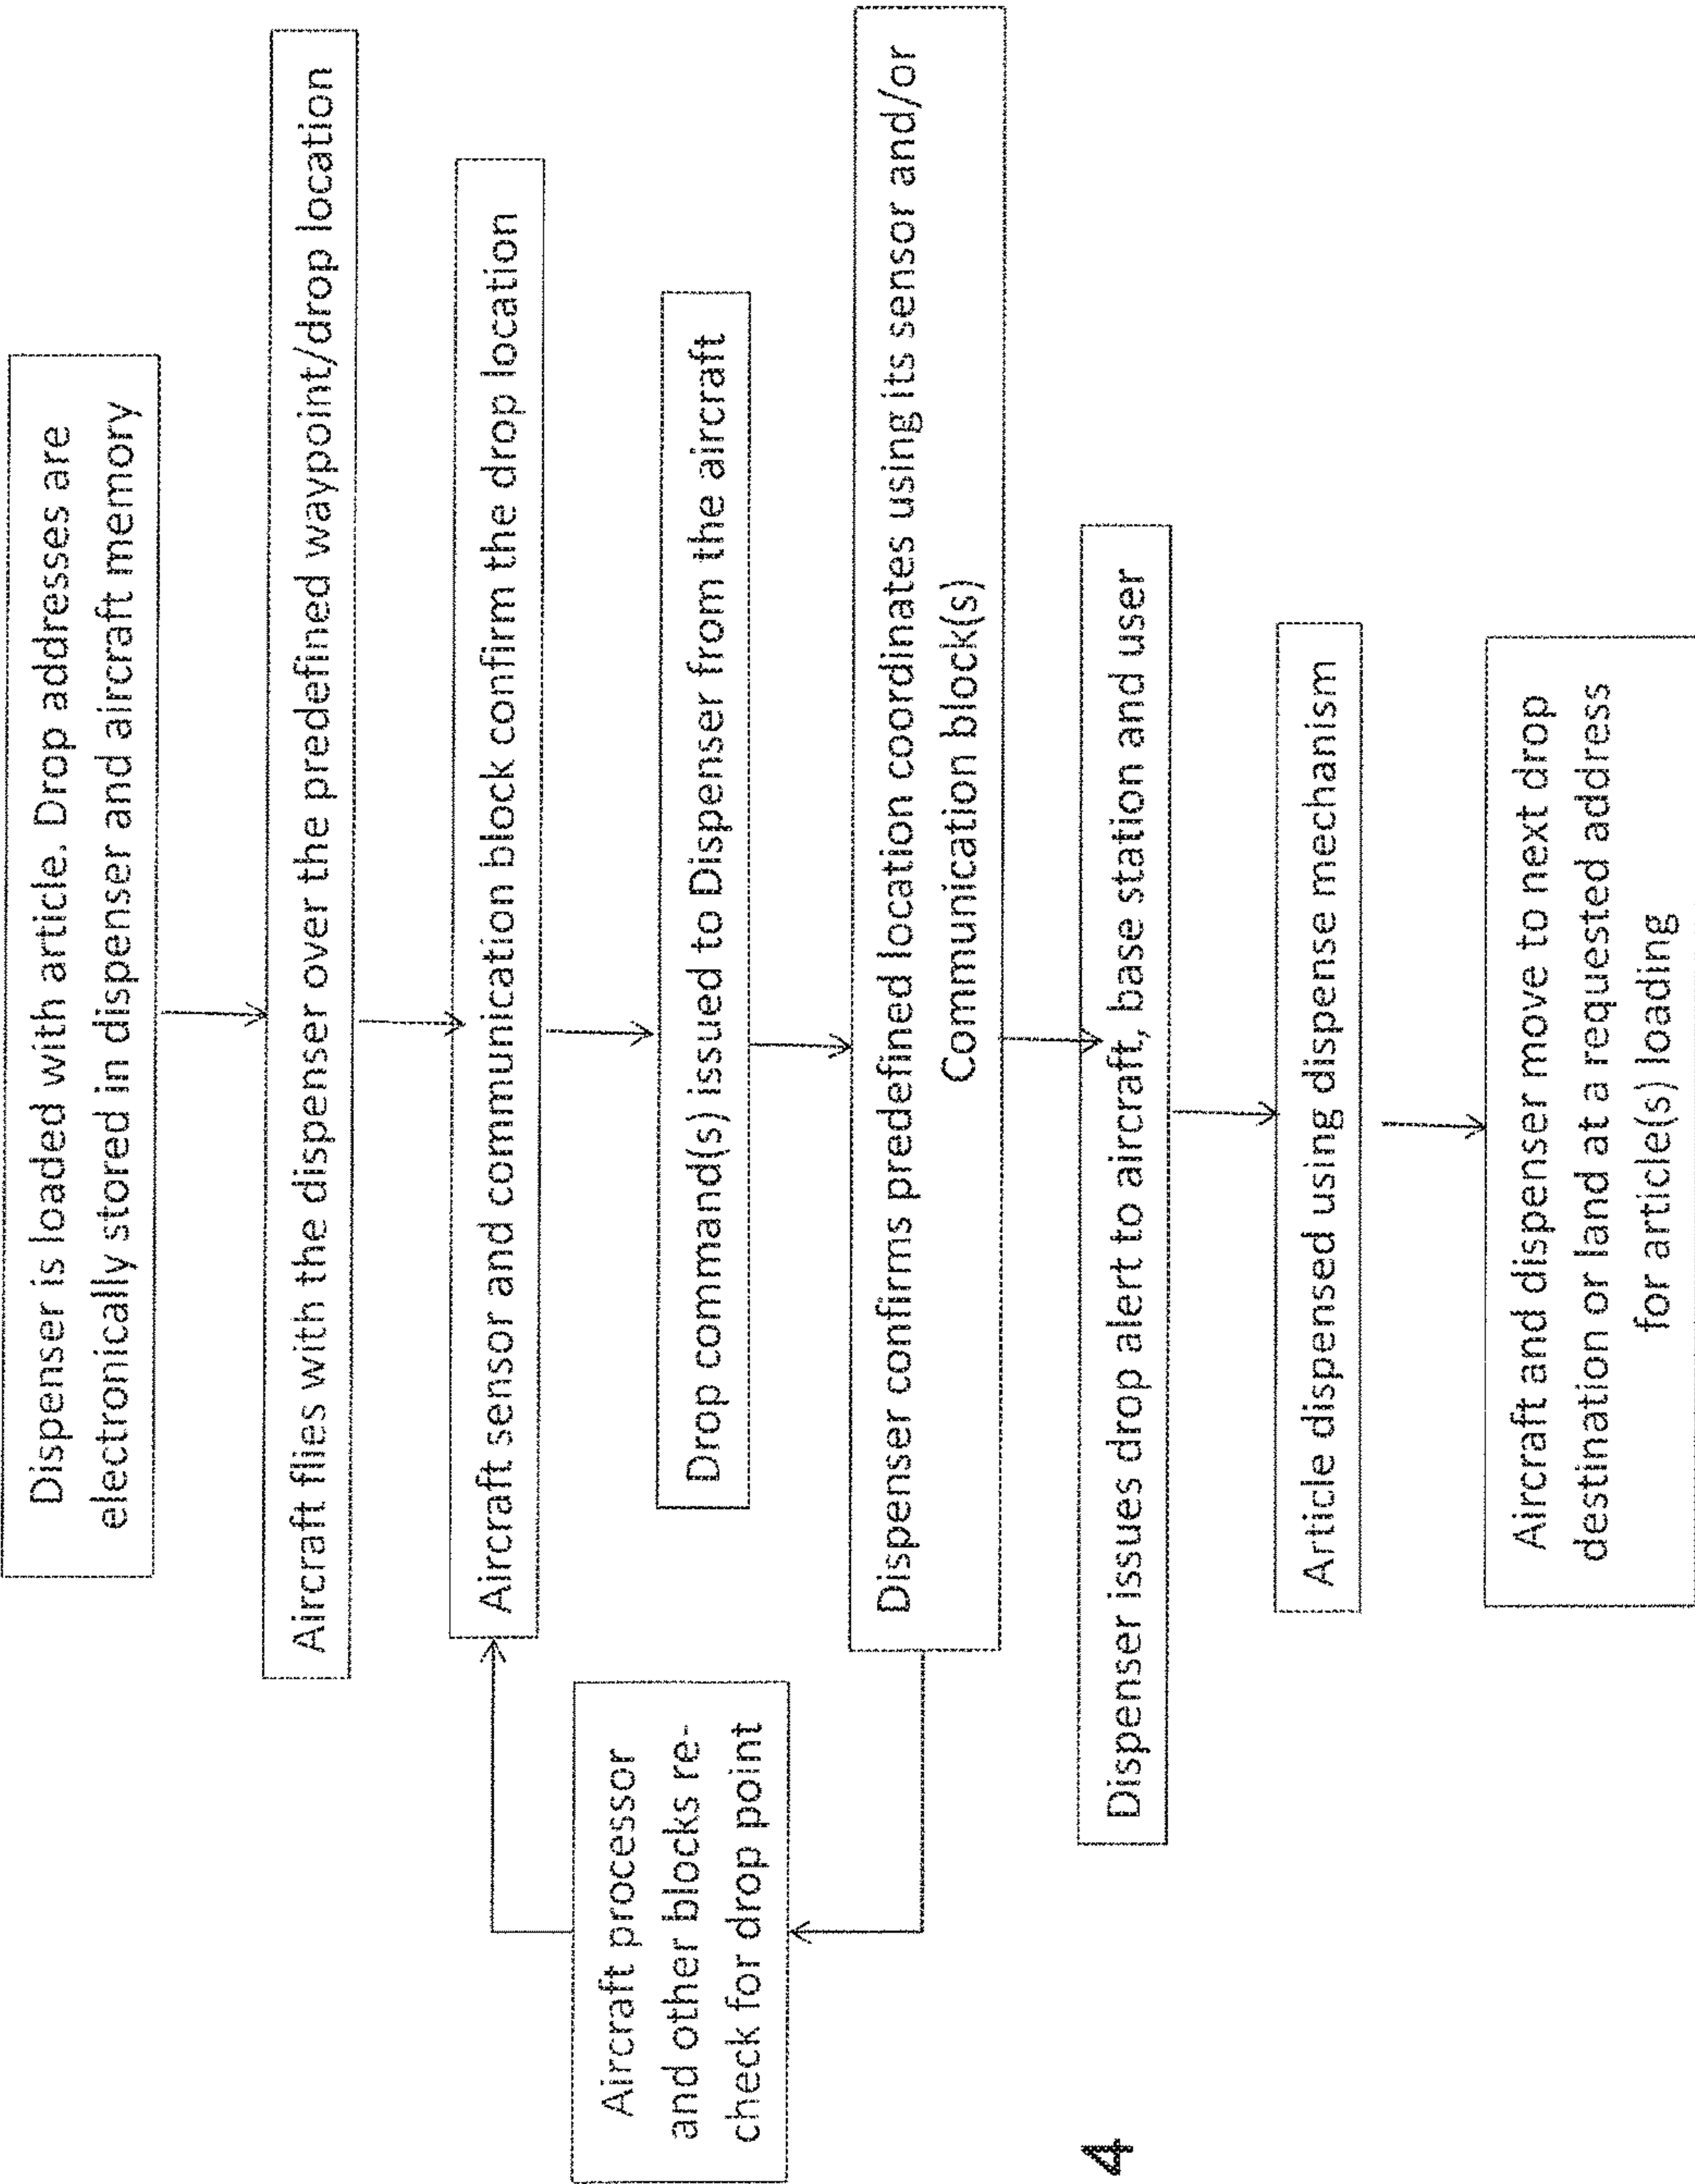 Dispenser is loaded with article. Drop addresses are
electronically stored in dispenser and aircraft memory
Aircraft flies with the dispenser over the predefined waypoint/drop location
Aircraft sensor and communication block confirm the drop location
Drop command(s) issued to Dispenser from the aircraft
Aircraft processor
and other blocks re-
check for drop point
Dispenser confirms predefined location coordinates using its sensor and/or
Communication block(s)
Dispenser issues drop alert to aircraft, base station and user
Article dispensed using dispense mechanism
Aircraft and dispenser move to next drop
destination or land at a requested address
for article(s) loading
4